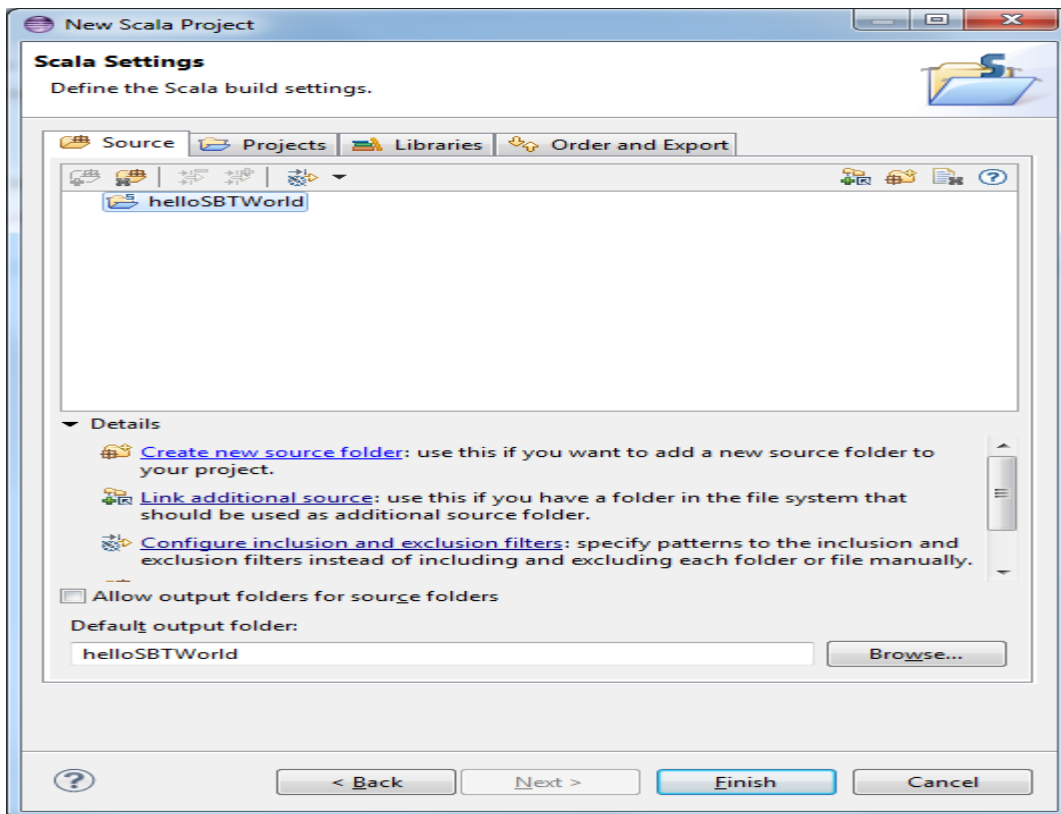 New Scala Project
Scala Settings
Define the Scala build settings.
Source
Projects
Libraries
Order and Export
helloSBTWorld
Details
Create new source folder: use this if you want to add a new source folder to
your project.
Link additional source: use this if you have a folder in the file system that
should be used as additional source folder.
Configure inclusion and exclusion filters: specify patterns to the inclusion and
exclusion filters instead of including and excluding each folder or file manually.
Allow output folders for source folders
Default output folder:
helloSBTWorld
Browse...
< Back
Next >
Finish
Cancel